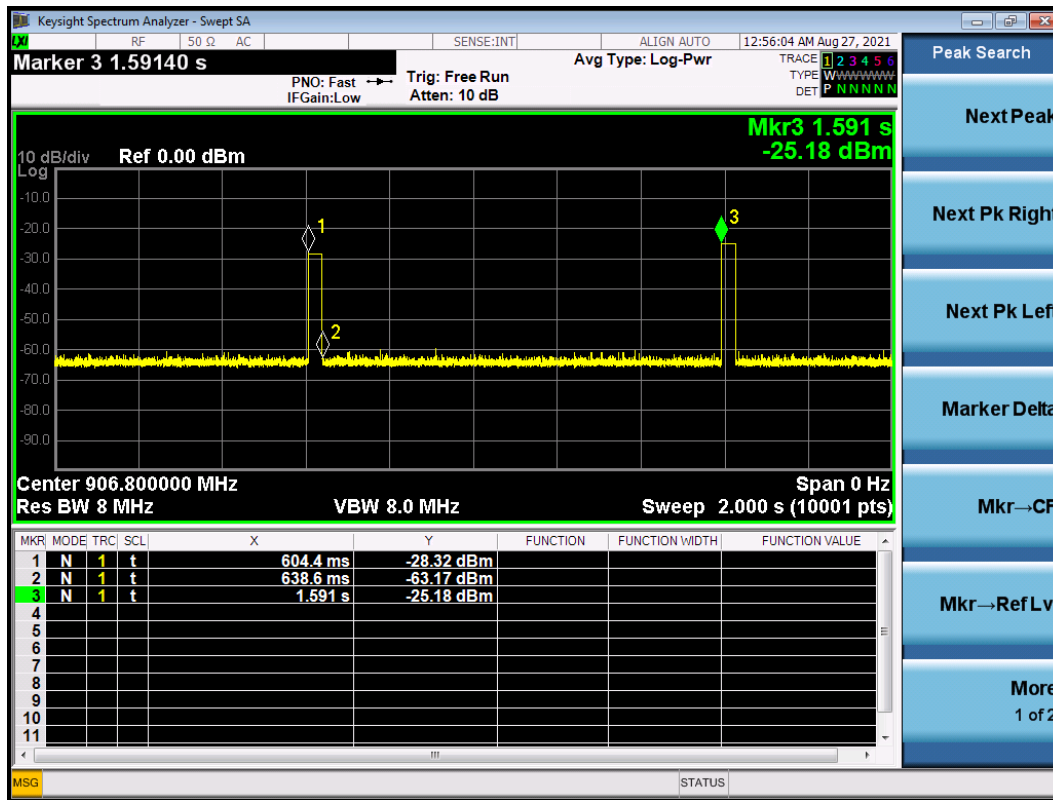 Keysight Spectrum Analyzer - Swept SA
LXI RF 50 Ω AC SENSE:INT ALIGN AUTO 12:56:04 AM Aug 27, 2021
Marker 3 1.59140 s
PNO: Fast
IFGain:Low
Trig: Free Run
Atten: 10 dB
Avg Type: Log-Pwr
TRACE 1 2 3 4 5 6
TYPE WWWWWWW
DET P N N N N N
Peak Search
Mkr3 1.591 s
-25.18 dBm
10 dB/div Ref 0.00 dBm
Log
-10.0
-20.0
-30.0
-40.0
-50.0
-60.0
-70.0
-80.0
-90.0
1
2
3
Center 906.800000 MHz Span 0 Hz
Res BW 8 MHz VBW 8.0 MHz Sweep 2.000 s (10001 pts)
MKR MODE TRC SCL X Y FUNCTION FUNCTION WIDTH FUNCTION VALUE
1 N 1 t 604.4 ms -28.32 dBm
2 N 1 t 638.6 ms -63.17 dBm
3 N 1 t 1.591 s -25.18 dBm
4
5
6
7
8
9
10
11
MSG STATUS
Next Peak
Next Pk Right
Next Pk Left
Marker Delta
Mkr→CF
Mkr→Ref Lv
More
1 of 2